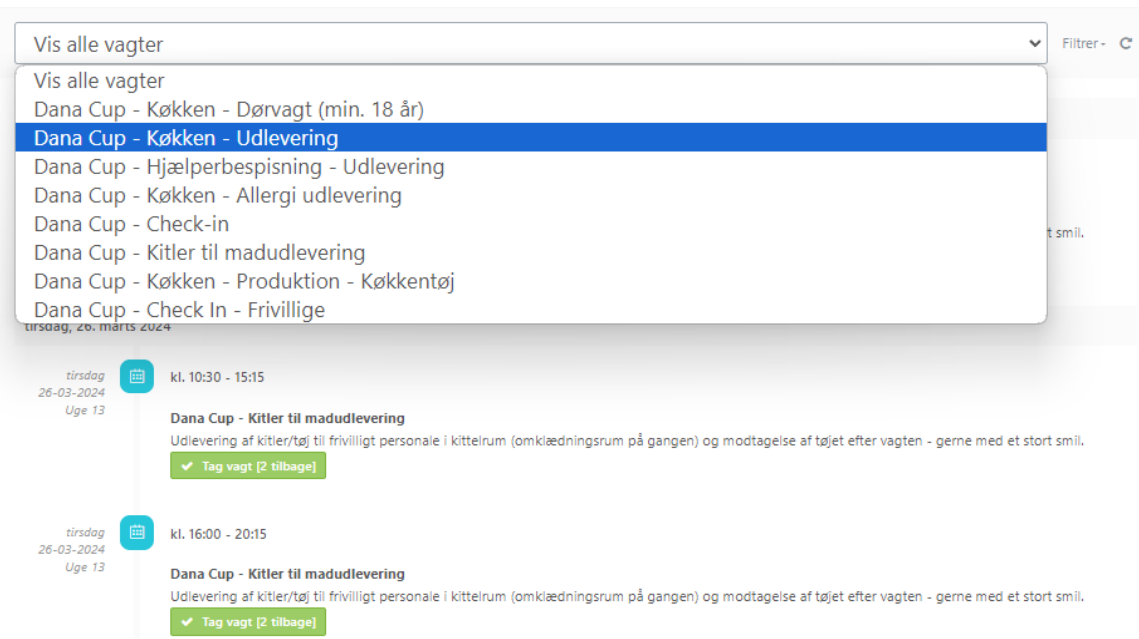 Vis alle vagter
Filtrer
Vis alle vagter
Dana Cup - Køkken - Dørvagt (min. 18 år)
Dana Cup - Køkken - Udlevering
Dana Cup - Hjælperbespisning - Udlevering
Dana Cup - Køkken - Allergi udlevering
Dana Cup - Check-in
t smil.
Dana Cup - Kitler til madudlevering
Dana Cup - Køkken - Produktion - Køkkentøj
Dana Cup - Check In - Frivillige
tirsdag, 26. marts 2024
tirsdag
26-03-2024
Uge 13
kl. 10:30 - 15:15
Dana Cup - Kitler til madudlevering
Udlevering af kitler/tøj til frivilligt personale i kittelrum (omklædningsrum på gangen) og modtagelse af tøjet efter vagten - gerne med et stort smil.
Tag vagt [2 tilbage]
tirsdag
26-03-2024
Uge 13
kl. 16:00 - 20:15
Dana Cup - Kitler til madudlevering
Udlevering af kitler/tøj til frivilligt personale i kittelrum (omklædningsrum på gangen) og modtagelse af tøjet efter vagten - gerne med et stort smil.
Tag vagt [2 tilbage]